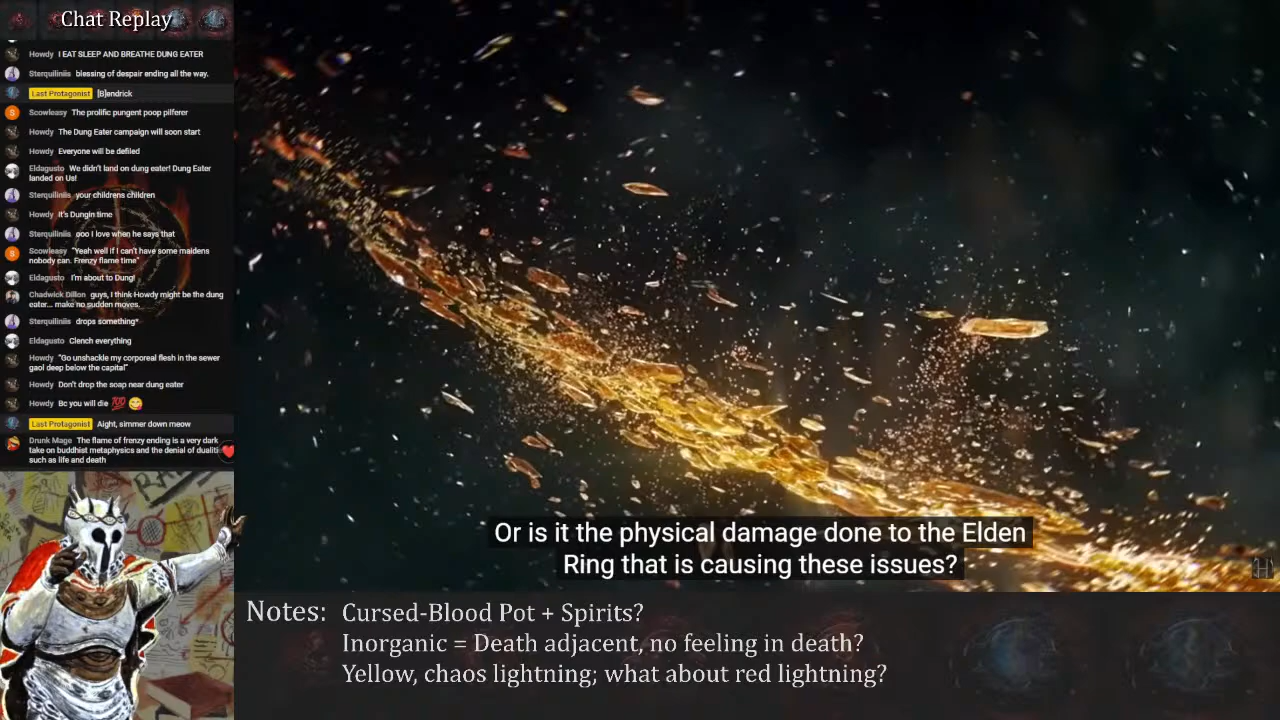 Chat Replay
Howdy I EAT SLEEP AND BREATHE DUNG EATER
Sterquiliniis blessing of despair ending all the way.
Last Protagonist [B]endrick
S Scowleasy The prolific pungent poop pilferer
Howdy The Dung Eater campaign will soon start
Howdy Everyone will be defiled
Eldagusto We didn't land on dung eater! Dung Eater
landed on Us!
Sterquiliniis your childrens children
Howdy It's Dungin time
Sterquiliniis ooo I love when he says that
S Scowleasy "Yeah well if I can't have some maidens
nobody can. Frenzy flame time"
Eldagusto I'm about to Dung!
Chadwick Dillon guys, I think Howdy might be the dung
eater... make no sudden moves.
Sterquiliniis drops something*
Eldagusto Clench everything
Howdy "Go unshackle my corporeal flesh in the sewer
gaol deep below the capital"
Howdy Don't drop the soap near dung eater
Howdy Bc you will die 💯 😋
Last Protagonist Aight, simmer down meow
Drunk Mage The flame of frenzy ending is a very dark
take on buddhist metaphysics and the denial of dualiti
such as life and death
Or is it the physical damage done to the Elden
Ring that is causing these issues?
Notes: Cursed-Blood Pot + Spirits?
Inorganic = Death adjacent, no feeling in death?
Yellow, chaos lightning; what about red lightning?